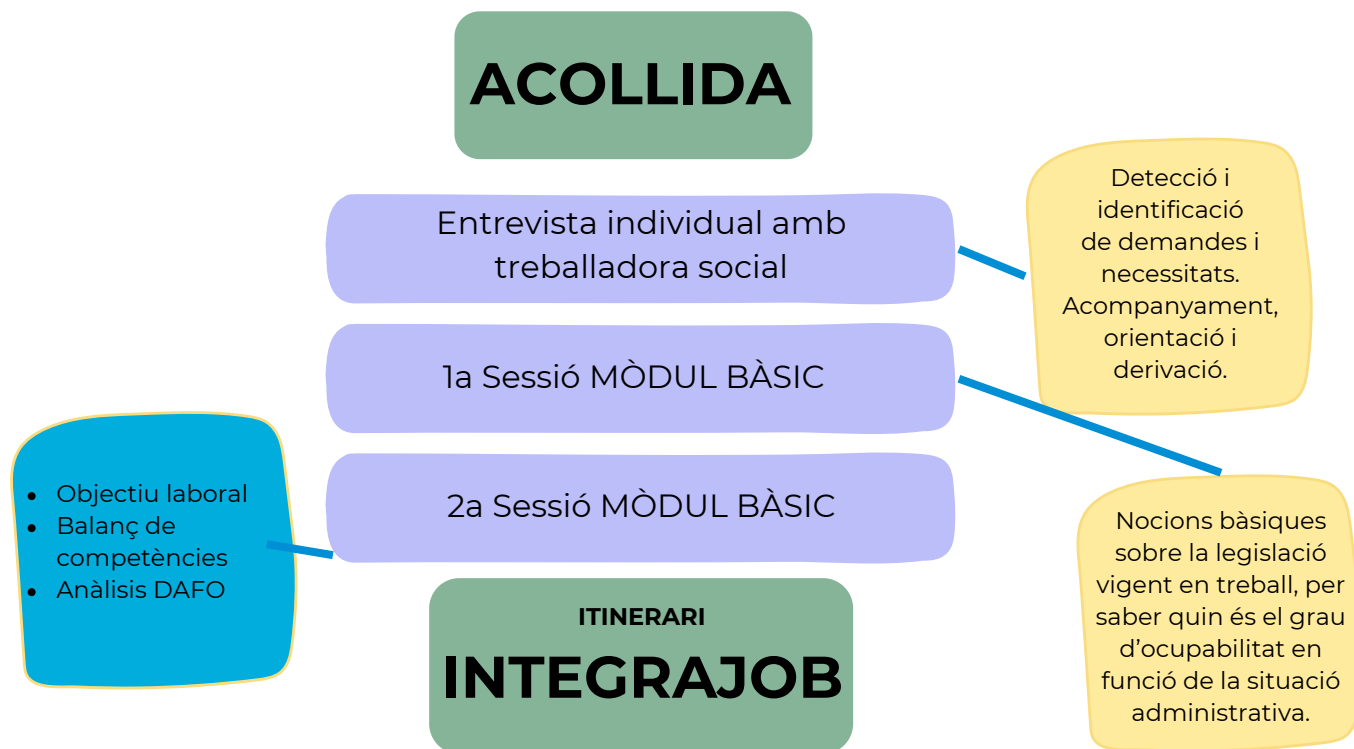 ACOLLIDA
Entrevista individual amb
treballadora social
Detecció i
identificació
de demandes i
necessitats.
Acompanyament,
orientació i
derivació.
1a Sessió MÒDUL BÀSIC
Nocions bàsiques
sobre la legislació
vigent en treball, per
saber quin és el grau
d'ocupabilitat en
funció de la situació
administrativa.
2a Sessió MÒDUL BÀSIC
• Objectiu laboral
• Balanç de
competències
• Anàlisis DAFO
ITINERARI
INTEGRAJOB